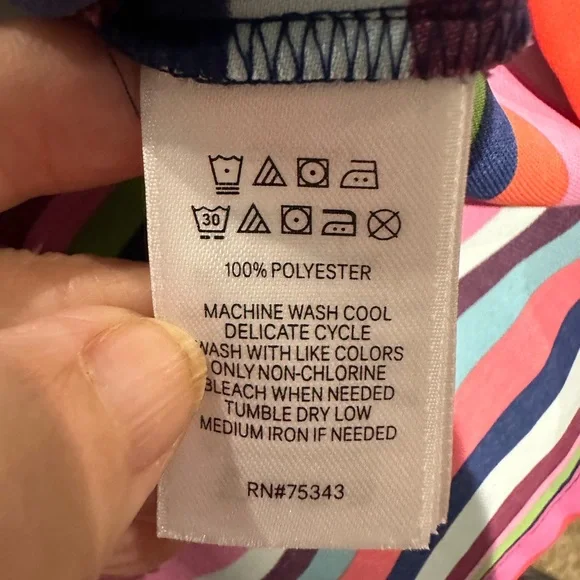 30
100% POLYESTER
MACHINE WASH COOL
DELICATE CYCLE
WASH WITH LIKE COLORS
ONLY NON-CHLORINE
BLEACH WHEN NEEDED
TUMBLE DRY LOW
MEDIUM IRON IF NEEDED
RN#75343